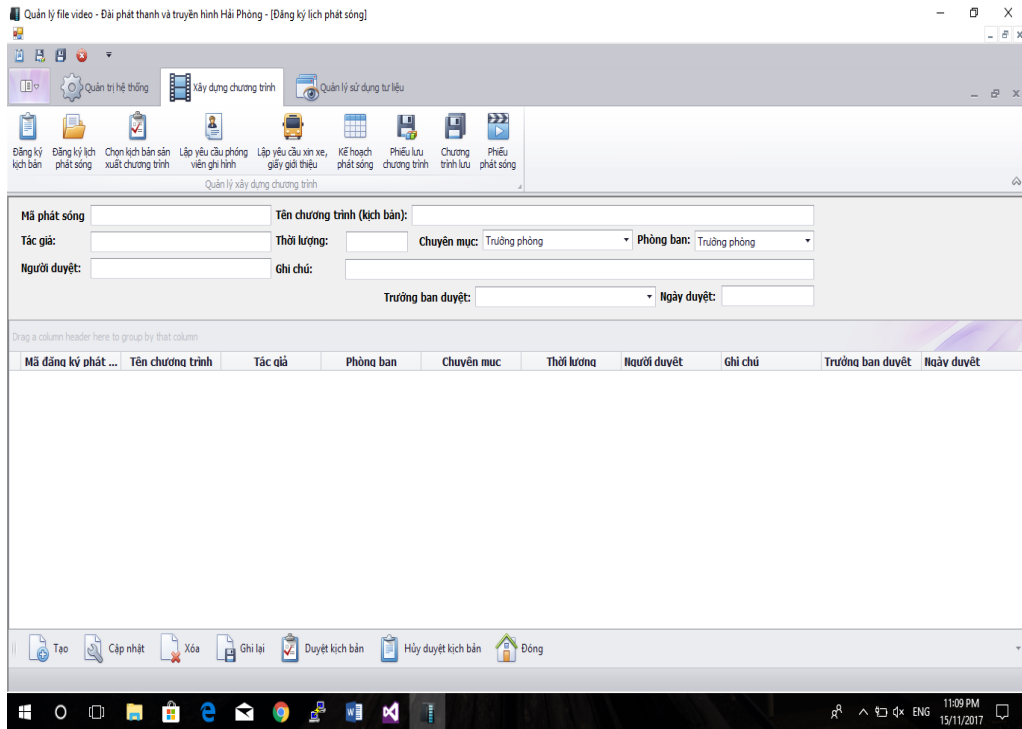 Quản lý file video - Đài phát thanh và truyền hình Hải Phòng - [Đăng ký lịch phát sóng]
Quản trị hệ thống
Xây dựng chương trình
Quản lý sử dụng tư liệu
Đăng ký kịch bản
Đăng ký lịch phát sóng
Chọn kịch bản sản xuất chương trình
Lập yêu cầu phóng viên ghi hình
Lập yêu cầu xin xe, giấy giới thiệu
Kế hoạch phát sóng
Phiếu lưu chương trình
Chương trình lưu
Phiếu phát sóng
Quản lý xây dựng chương trình
Mã phát sóng
Tên chương trình (kịch bản):
Tác giả:
Thời lượng:
Chuyên mục: Trưởng phòng
Phòng ban: Trưởng phòng
Người duyệt:
Ghi chú:
Trưởng ban duyệt:
Ngày duyệt:
Drag a column header here to group by that column
Mã đăng ký phát ... Tên chương trình Tác giả Phòng ban Chuyên mục Thời lượng Người duyệt Ghi chú Trưởng ban duyệt Ngày duyệt
Tạo Cập nhật Xóa Ghi lại Duyệt kịch bản Hủy duyệt kịch bản Đóng
ENG
11:09 PM
15/11/2017